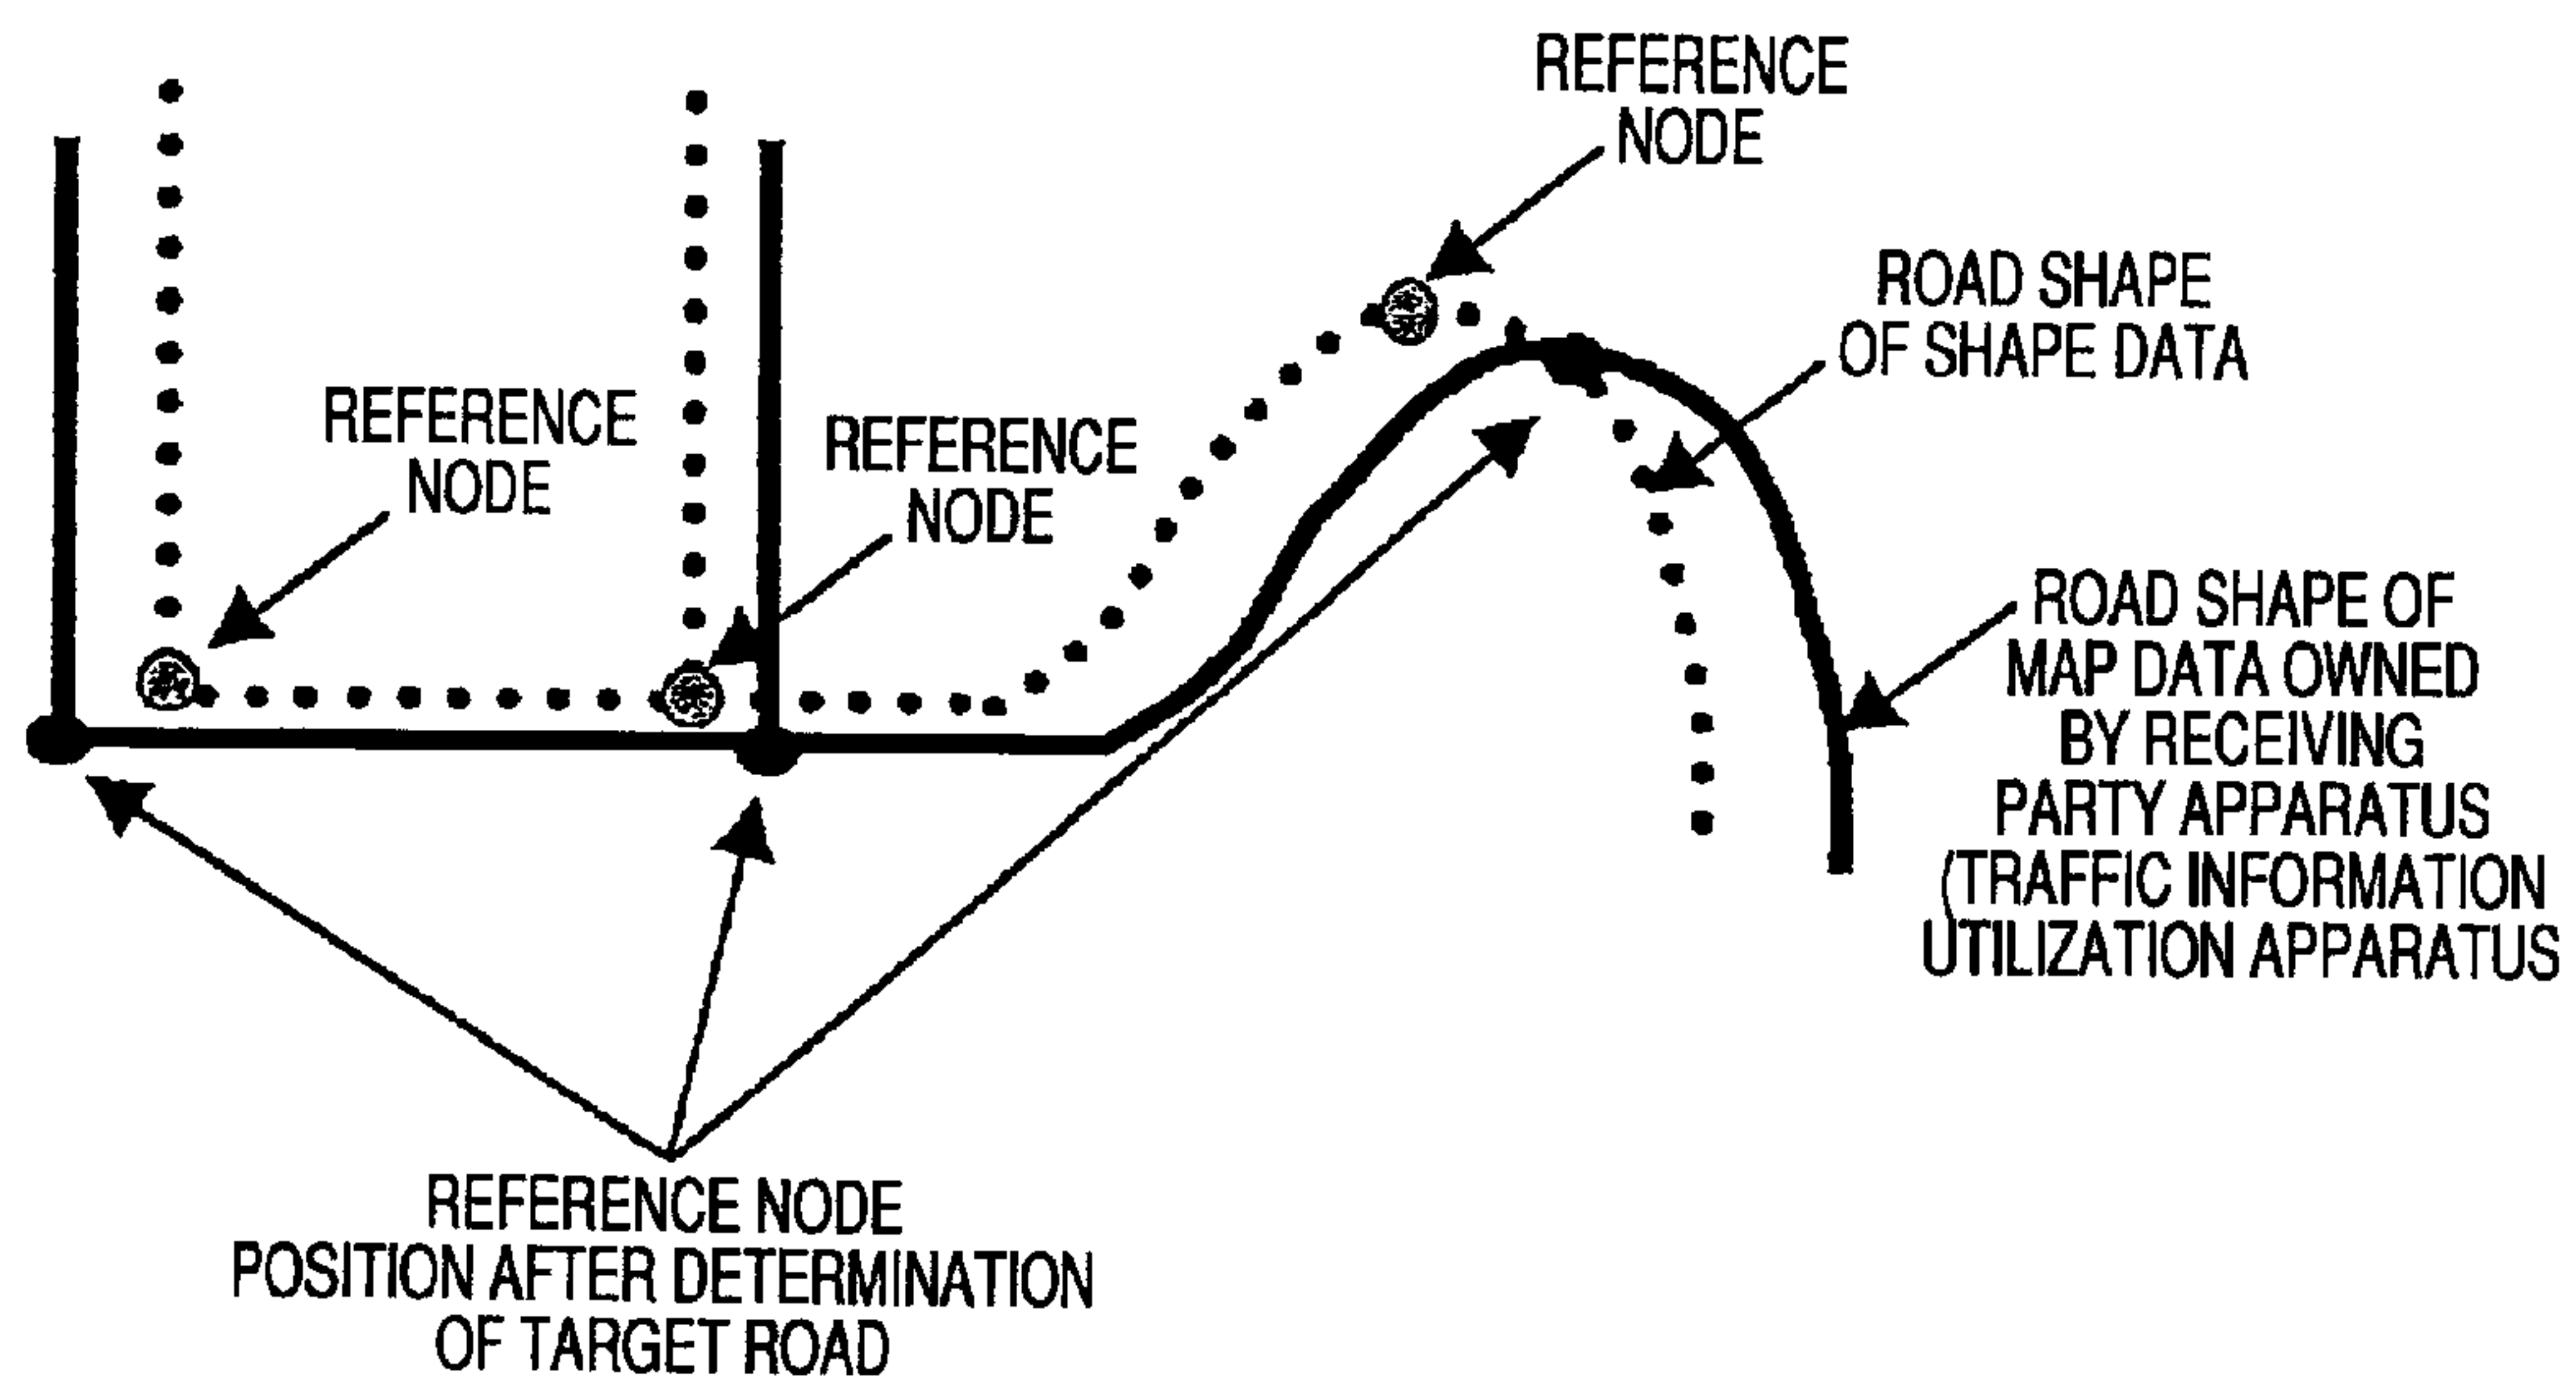 REFERENCE
NODE
ROAD SHAPE
OF SHAPE DATA
REFERENCE
NODE
REFERENCE
NODE
ROAD SHAPE OF
MAP DATA OWNED
BY RECEIVING
PARTY APPARATUS
(TRAFFIC INFORMATION
UTILIZATION APPARATUS
REFERENCE NODE
POSITION AFTER DETERMINATION
OF TARGET ROAD